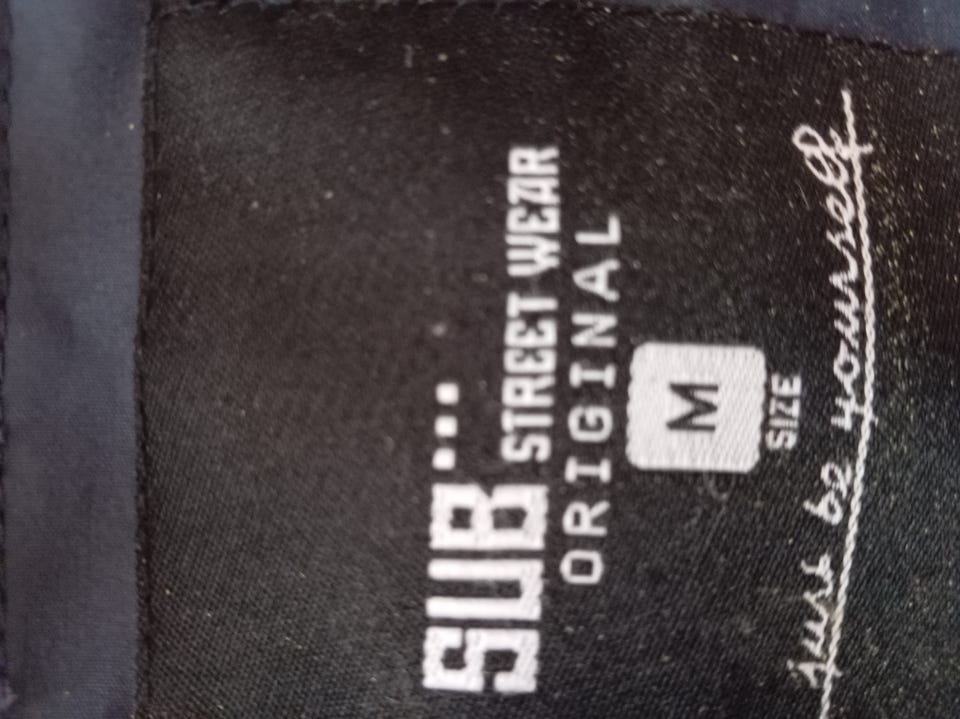 SUB...
STREET WEAR
ORIGINAL
M
SIZE
just be yourself